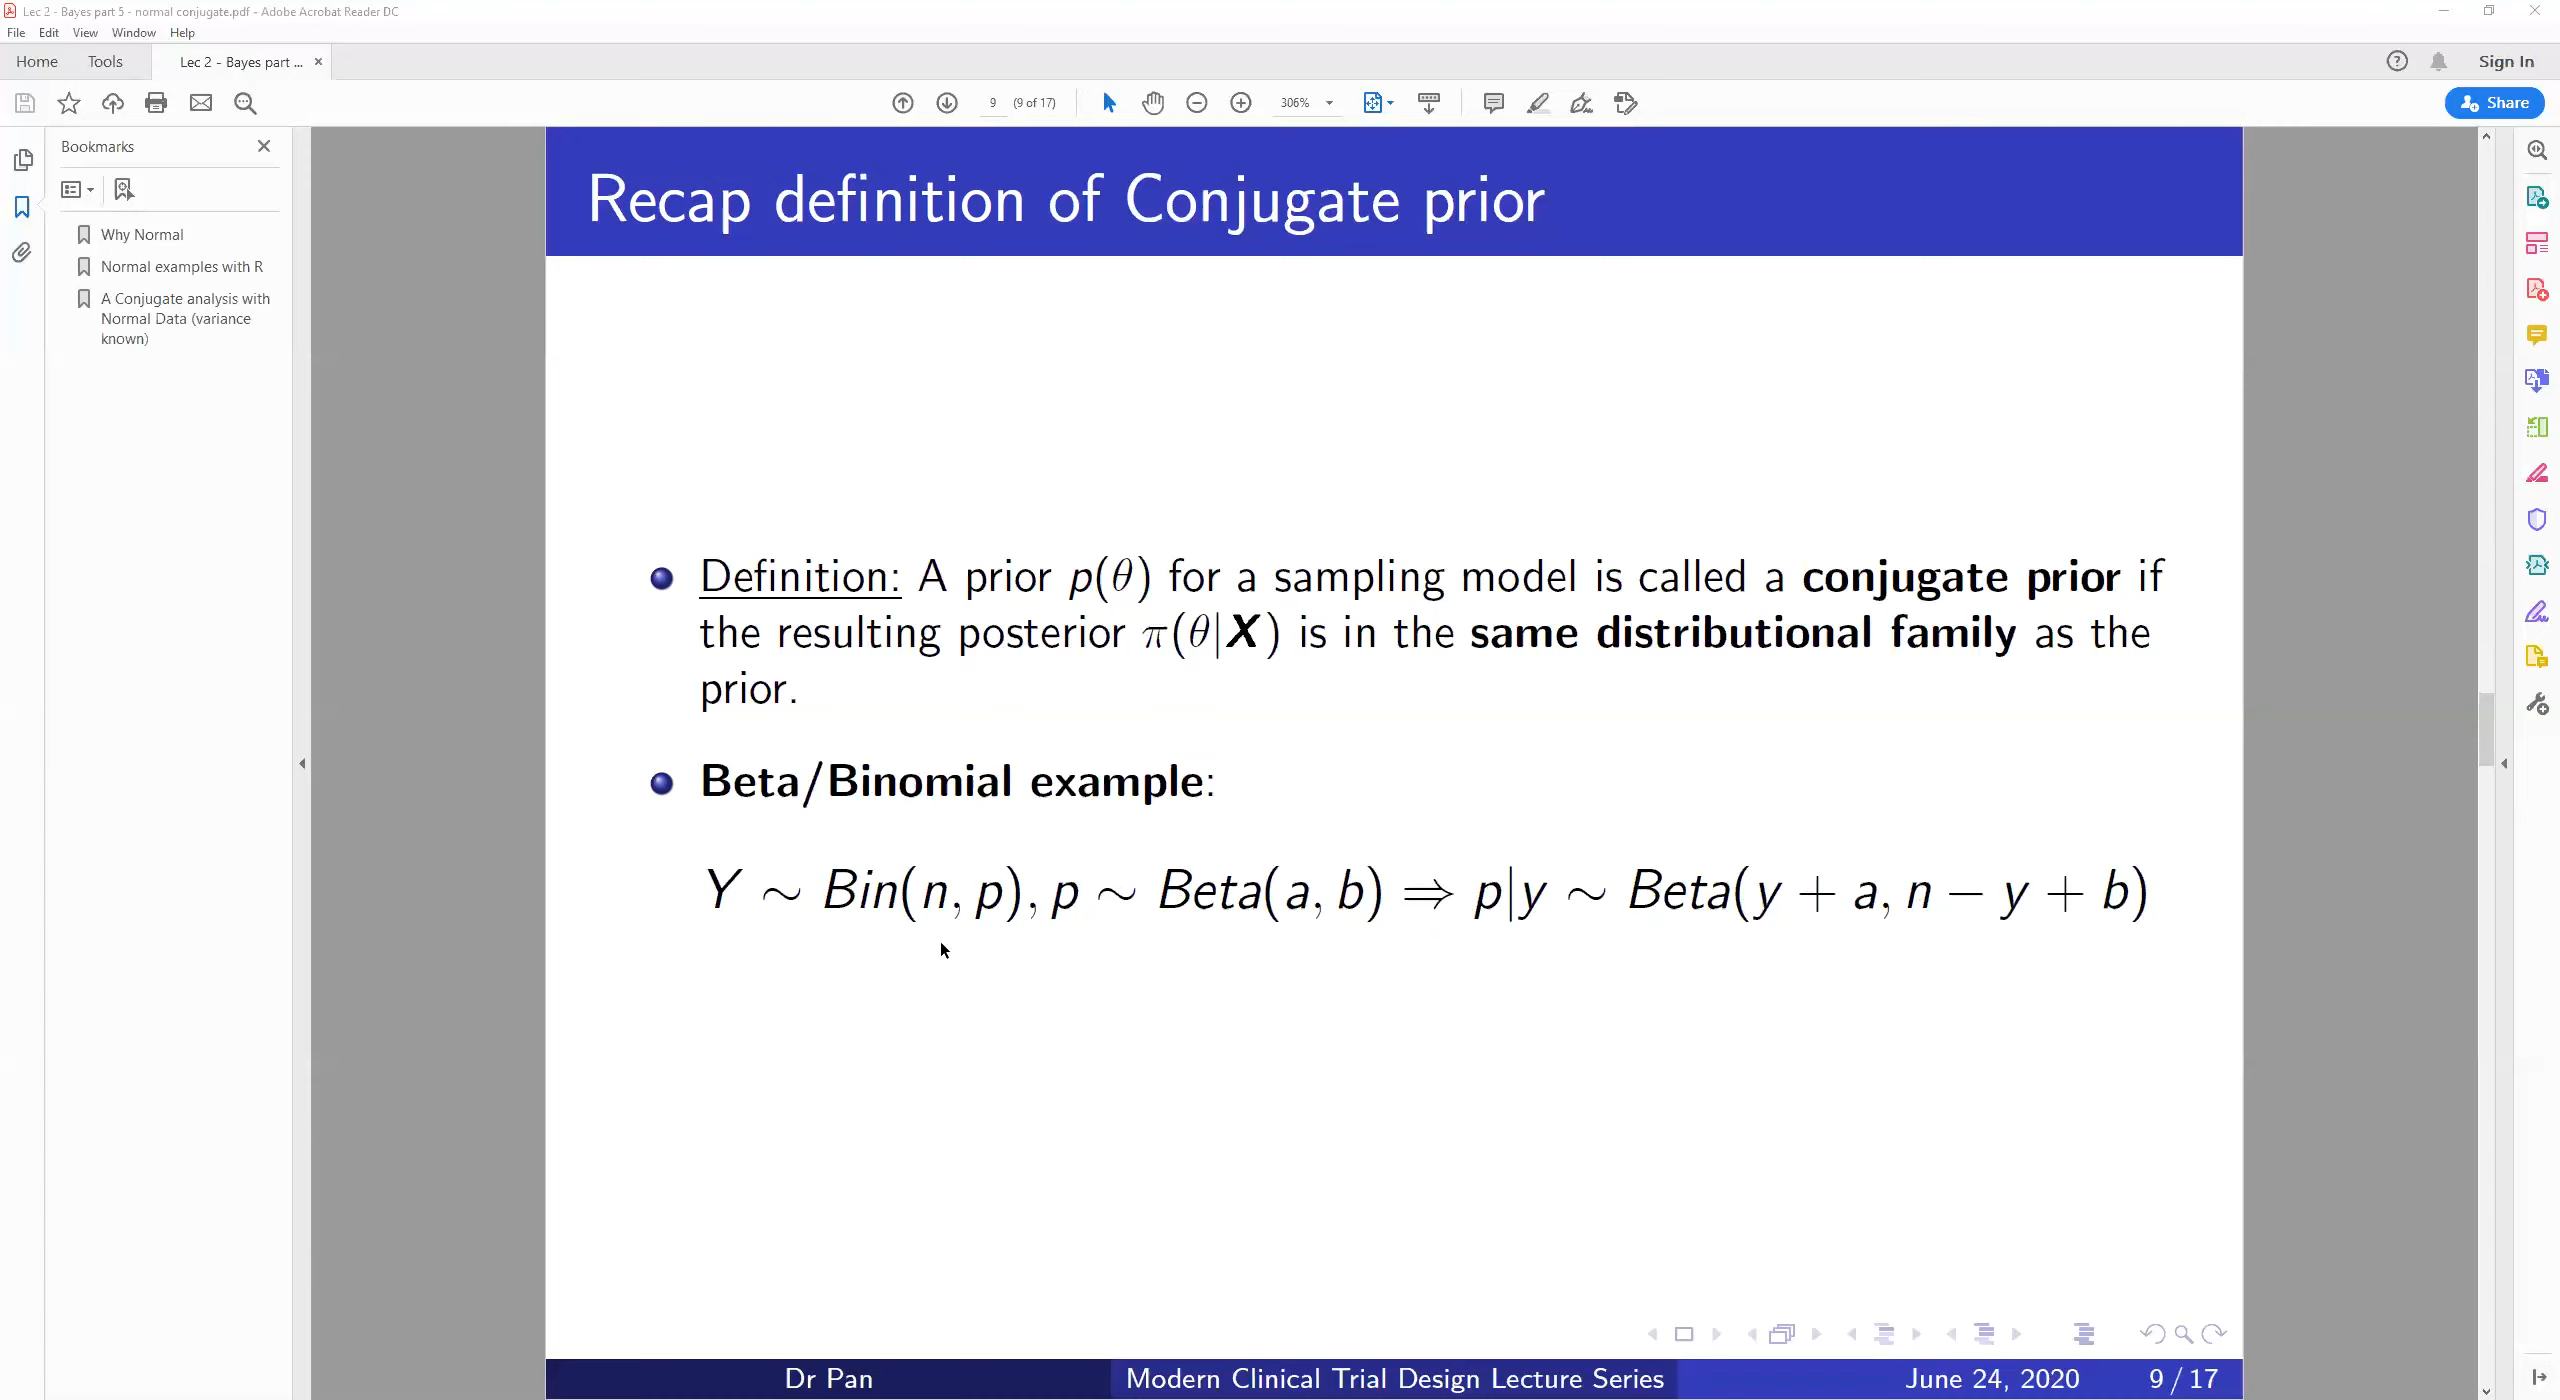 Lec 2 - Bayes part 5 - normal conjugate.pdf - Adobe Acrobat Reader DC
File Edit View Window Help
Home Tools Lec 2 - Bayes part ... × Sign In
9 (9 of 17) 306% Share
Bookmarks
Why Normal
Normal examples with R
A Conjugate analysis with
Normal Data (variance
known)
Recap definition of Conjugate prior
Definition: A prior p(θ) for a sampling model is called a conjugate prior if
the resulting posterior π(θ|X) is in the same distributional family as the
prior.
Beta/Binomial example:
Y ∼ Bin(n, p), p ∼ Beta(a, b) ⇒ p|y ∼ Beta(y + a, n − y + b)
Dr Pan Modern Clinical Trial Design Lecture Series June 24, 2020 9 / 17